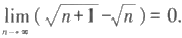 lim (√n+1 − √n) = 0.
n→∞